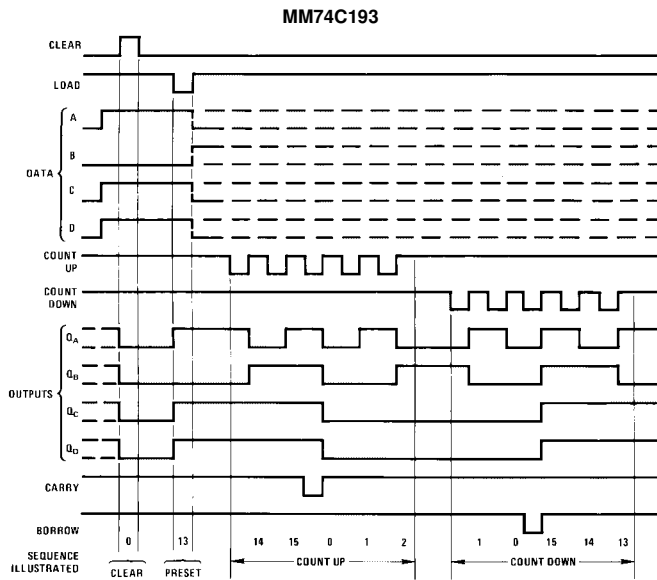 MM74C193
CLEAR
LOAD
A
B
DATA
C
D
COUNT UP
COUNT DOWN
QA
QB
OUTPUTS
QC
QD
CARRY
BORROW
0 13 14 15 0 1 2 1 0 15 14 13
SEQUENCE ILLUSTRATED
CLEAR PRESET COUNT UP COUNT DOWN